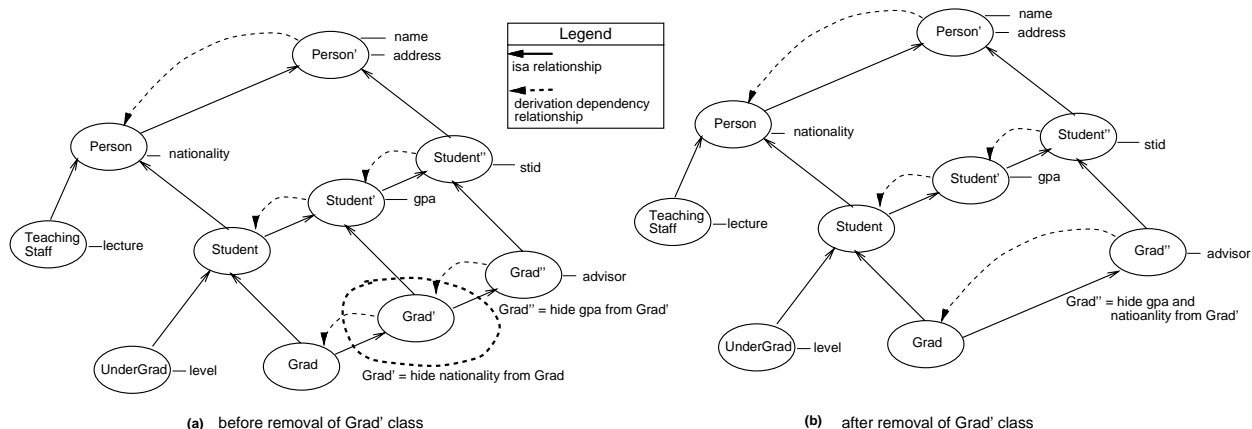 Person'
name
address
Person
nationality
Student''
stid
Student'
gpa
Teaching
Staff
lecture
Student
Grad''
advisor
Grad'' = hide gpa from Grad'
Grad'
UnderGrad
level
Grad
Grad' = hide nationality from Grad
(a) before removal of Grad' class
Legend
isa relationship
derivation dependency
relationship
Person'
name
address
Person
nationality
Student''
stid
Student'
gpa
Teaching
Staff
lecture
Student
Grad''
advisor
Grad'' = hide gpa and
natioanlity from Grad'
UnderGrad
level
Grad
(b) after removal of Grad' class